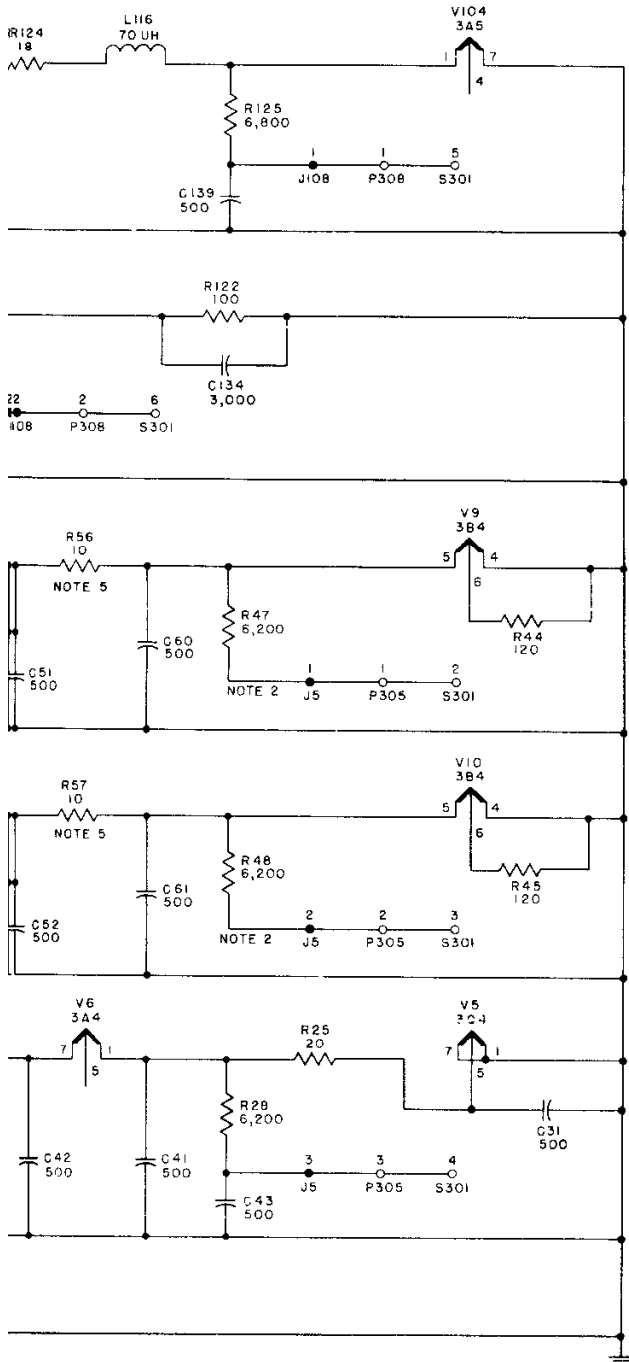 R124
18
L116
70 UH
V104
3A5
1
7
4
R125
6,800
1
1
5
J108
P308
S301
C139
500
R122
100
C134
3,000
22
2
6
108
P308
S301
V9
3B4
R56
10
NOTE 5
5
4
6
R47
6,200
C60
500
R44
120
C51
500
NOTE 2
1
1
2
J5
P305
S301
V10
3B4
R57
10
NOTE 5
5
4
6
R48
6,200
C61
500
R45
120
C52
500
NOTE 2
2
2
3
J5
P305
S301
V6
3A4
V5
3Q4
R25
20
7
1
5
7
1
5
R28
6,200
C31
500
C42
500
C41
500
3
3
4
J5
P305
S301
C43
500